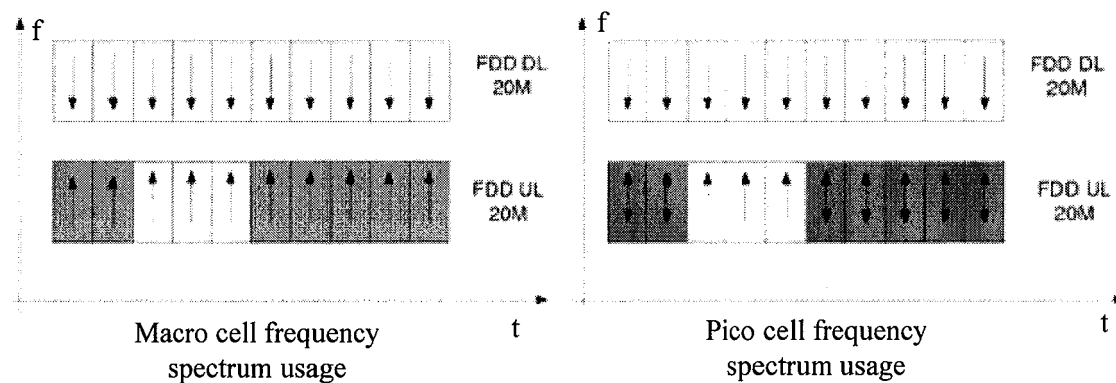 f
FDD DL
20M
FDD UL
20M
t
Macro cell frequency
spectrum usage
f
FDD DL
20M
FDD UL
20M
t
Pico cell frequency
spectrum usage